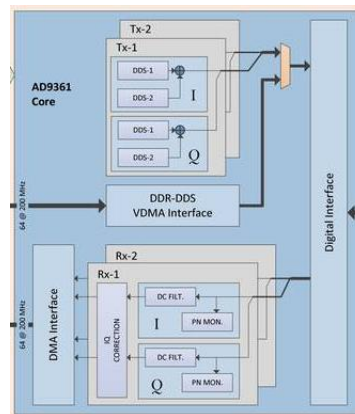 Tx-2
Tx-1
AD9361
Core
DDS-1
DDS-2
I
DDS-1
DDS-2
Q
DDR-DDS
VDMA Interface
64 @ 200 MHz
Digital Interface
Rx-2
Rx-1
DMA Interface
64 @ 200 MHz
IQ
CORRECTION
DC FILT.
PN MON.
I
DC FILT.
PN MON.
Q